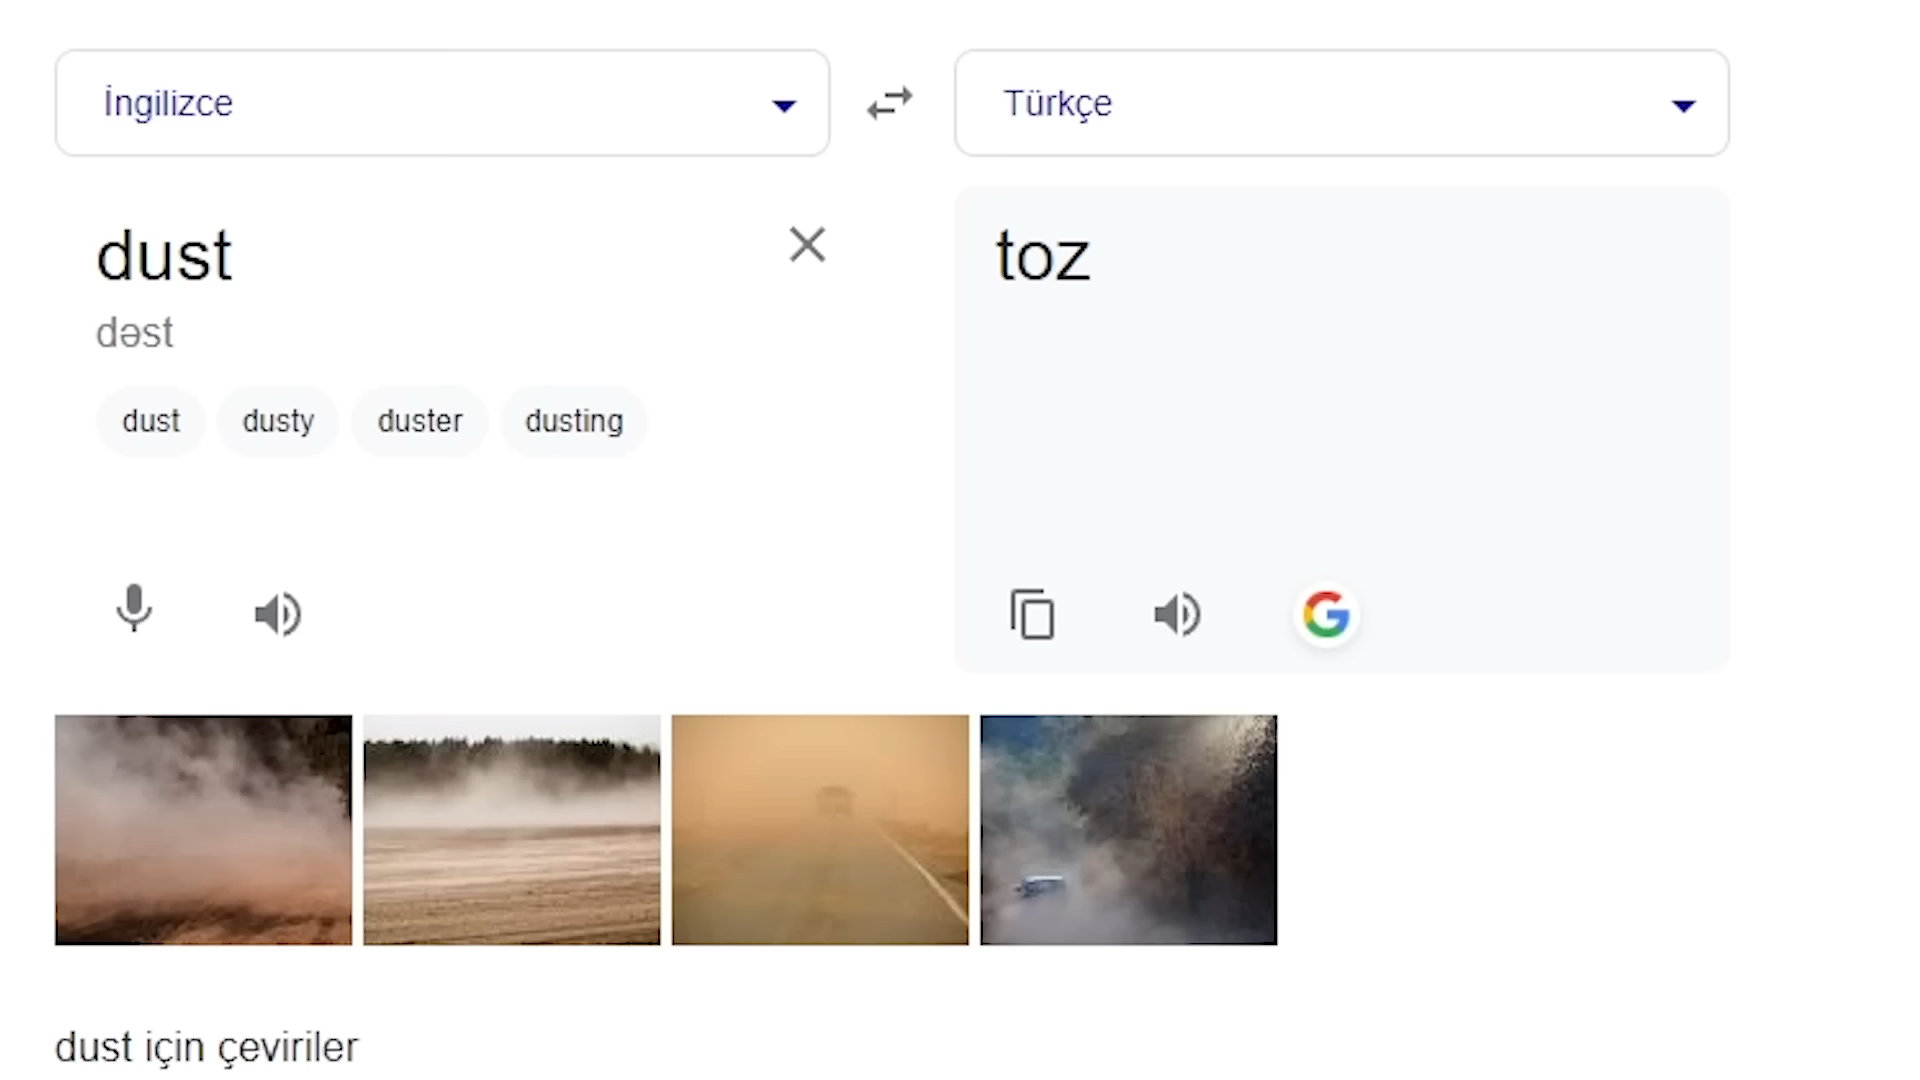 İngilizce
Türkçe
dust
dəst
dust dusty duster dusting
toz
dust için çeviriler